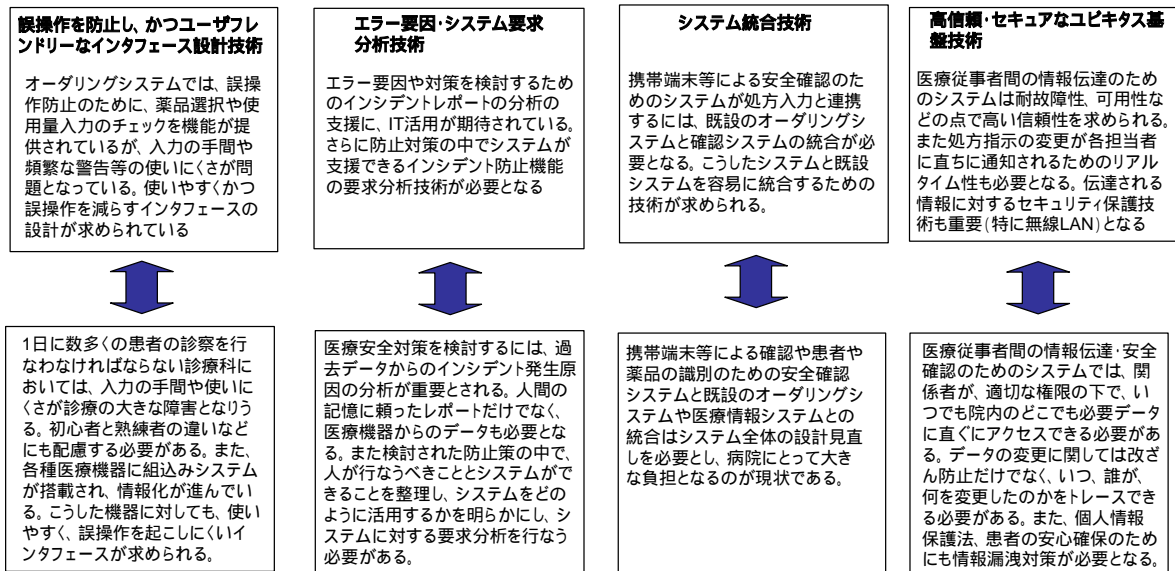 誤操作を防止し、かつユーザフレ
ンドリーなインタフェース設計技術
オーダリングシステムでは、誤操
作防止のために、薬品選択や使
用量入力のチェックを機能が提
供されているが、入力の手間や
頻繁な警告等の使いにくさが問
題となっている。使いやすくかつ
誤操作を減らすインタフェースの
設計が求められている
エラー要因・システム要求
分析技術
エラー要因や対策を検討するため
のインシデントレポートの分析の
支援に、IT活用が期待されている。
さらに防止対策の中でシステムが
支援できるインシデント防止機能
の要求分析技術が必要となる
システム統合技術
携帯端末等による安全確認のた
めのシステムが処方入力と連携
するには、既設のオーダリングシ
ステムと確認システムの統合が必
要となる。こうしたシステムと既設
システムを容易に統合するための
技術が求められる。
高信頼・セキュアなユビキタス基
盤技術
医療従事者間の情報伝達のため
のシステムは耐故障性、可用性な
どの点で高い信頼性を求められる。
また処方指示の変更が各担当者
に直ちに通知されるためのリアル
タイム性も必要となる。伝達される
情報に対するセキュリティ保護技
術も重要(特に無線LAN)となる
1日に数多くの患者の診察を行
なわなければならない診療科に
おいては、入力の手間や使いに
くさが診療の大きな障害となりう
る。初心者と熟練者の違いなど
にも配慮する必要がある。また、
各種医療機器に組込みシステム
が搭載され、情報化が進んでい
る。こうした機器に対しても、使い
やすく、誤操作を起こしにくいイ
ンタフェースが求められる。
医療安全対策を検討するには、過
去データからのインシデント発生原
因の分析が重要とされる。人間の
記憶に頼ったレポートだけでなく、
医療機器からのデータも必要とな
る。また検討された防止策の中で、
人が行なうべきこととシステムがで
きることを整理し、システムをどの
ように活用するかを明らかにし、シ
ステムに対する要求分析を行なう
必要がある。
携帯端末等による確認や患者や
薬品の識別のための安全確認
システムと既設のオーダリングシ
ステムや医療情報システムとの
統合はシステム全体の設計見直
しを必要とし、病院にとって大き
な負担となるのが現状である。
医療従事者間の情報伝達・安全
確認のためのシステムでは、関
係者が、適切な権限の下で、い
つでも院内のどこでも必要データ
に直ぐにアクセスできる必要があ
る。データの変更に関しては改ざ
ん防止だけでなく、いつ、誰が、
何を変更したのかをトレースでき
る必要がある。また、個人情報
保護法、患者の安心確保のため
にも情報漏洩対策が必要となる。